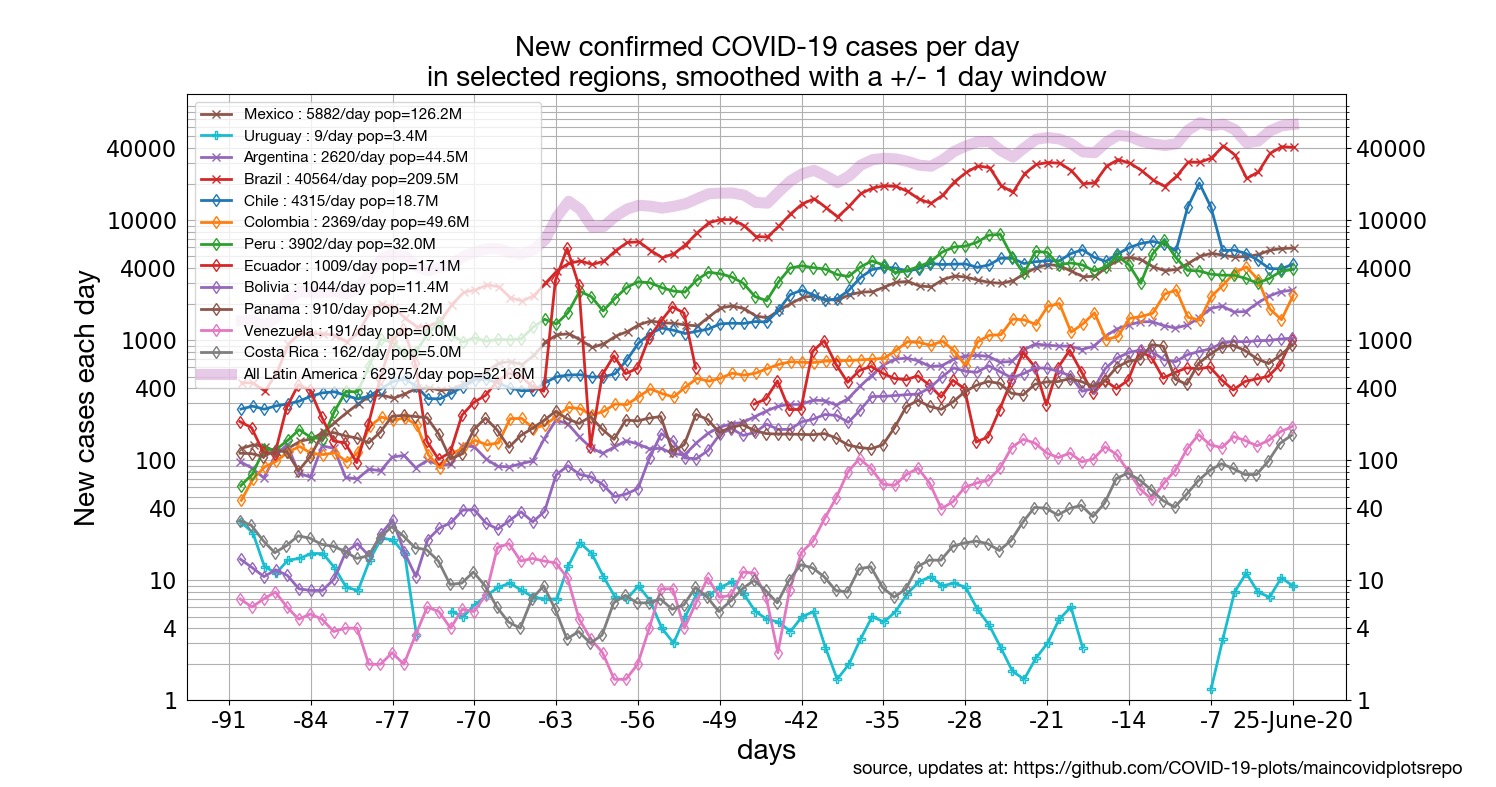 New confirmed COVID-19 cases per day
in selected regions, smoothed with a +/- 1 day window
Mexico : 5882/day pop=126.2M
Uruguay : 9/day pop=3.4M
Argentina : 2620/day pop=44.5M
Brazil : 40564/day pop=209.5M
Chile : 4315/day pop=18.7M
Colombia : 2369/day pop=49.6M
Peru : 3902/day pop=32.0M
Ecuador : 1009/day pop=17.1M
Bolivia : 1044/day pop=11.4M
Panama : 910/day pop=4.2M
Venezuela : 191/day pop=0.0M
Costa Rica : 162/day pop=5.0M
All Latin America : 62975/day pop=521.6M
New cases each day
40000
10000
4000
1000
400
100
40
10
4
1
40000
10000
4000
1000
400
100
40
10
4
1
-91 -84 -77 -70 -63 -56 -49 -42 -35 -28 -21 -14 -7 25-June-20
days
source, updates at: https://github.com/COVID-19-plots/maincovidplotsrepo